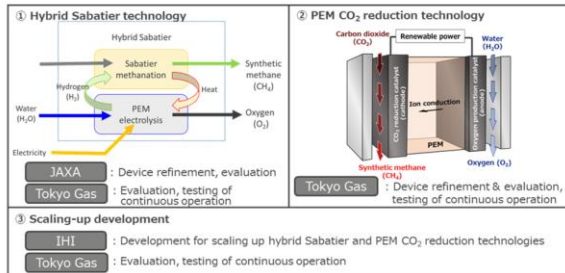 ① Hybrid Sabatier technology
Hybrid Sabatier
Sabatier
methanation
Synthetic
methane
(CH4)
Hydrogen
(H2)
Heat
Water
(H2O)
PEM
electrolysis
Oxygen
(O2)
Electricity
JAXA : Device refinement, evaluation
Tokyo Gas : Evaluation, testing of
continuous operation
② PEM CO2 reduction technology
Carbon dioxide
(CO2)
Renewable power
Water
(H2O)
CO2 reduction catalyst
(cathode)
Ion conduction
Oxygen production catalyst
(anode)
PEM
Synthetic methane
(CH4)
Oxygen (O2)
Tokyo Gas : Device refinement & evaluation,
testing of continuous operation
③ Scaling-up development
IHI : Development for scaling up hybrid Sabatier and PEM CO2 reduction technologies
Tokyo Gas : Evaluation, testing of continuous operation